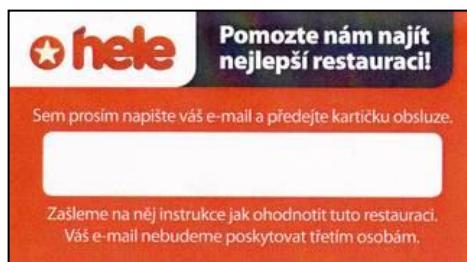 hele
Pomozte nám najít
nejlepší restauraci!
Sem prosím napište váš e-mail a předejte kartičku obsluze.
Zašleme na něj instrukce jak ohodnotit tuto restauraci.
Váš e-mail nebudeme poskytovat třetím osobám.